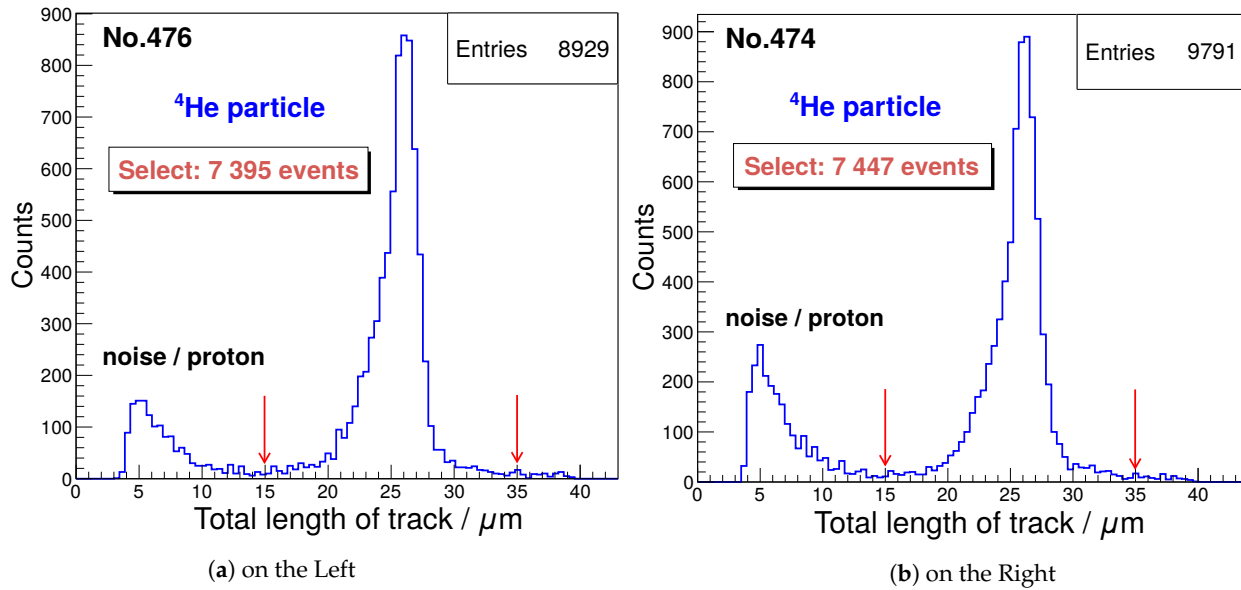 No.476
Entries 8929
⁴He particle
Select: 7 395 events
noise / proton
Counts
900
800
700
600
500
400
300
200
100
0
0 5 10 15 20 25 30 35 40
Total length of track / µm
(a) on the Left
No.474
Entries 9791
⁴He particle
Select: 7 447 events
noise / proton
Counts
900
800
700
600
500
400
300
200
100
0
0 5 10 15 20 25 30 35 40
Total length of track / µm
(b) on the Right